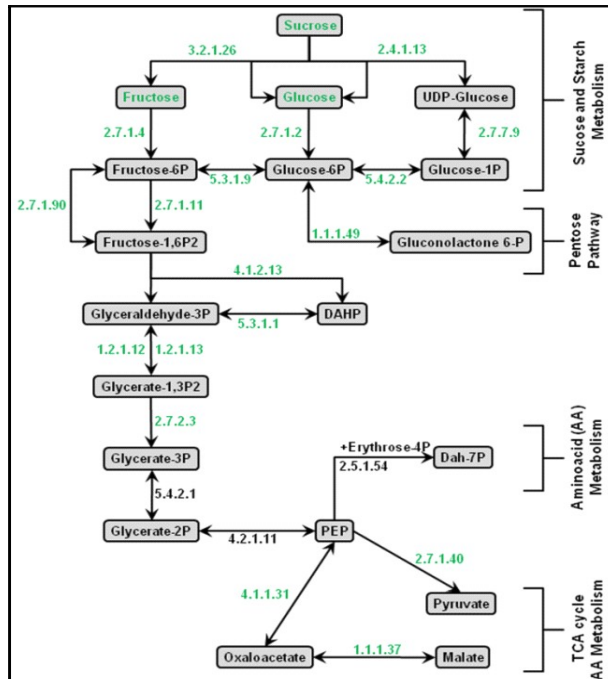 Sucrose
3.2.1.26
2.4.1.13
Fructose
Glucose
UDP-Glucose
2.7.1.4
2.7.1.2
2.7.7.9
Fructose-6P
5.3.1.9
Glucose-6P
5.4.2.2
Glucose-1P
Sucose and Starch
Metabolism
2.7.1.90
2.7.1.11
1.1.1.49
Fructose-1,6P2
Gluconolactone 6-P
Pentose
Pathway
4.1.2.13
Glyceraldehyde-3P
5.3.1.1
DAHP
1.2.1.12
1.2.1.13
Glycerate-1,3P2
2.7.2.3
Glycerate-3P
+Erythrose-4P
2.5.1.54
Dah-7P
Aminoacid (AA)
Metabolism
5.4.2.1
Glycerate-2P
4.2.1.11
PEP
2.7.1.40
4.1.1.31
Pyruvate
Oxaloacetate
1.1.1.37
Malate
TCA cycle
AA Metabolism